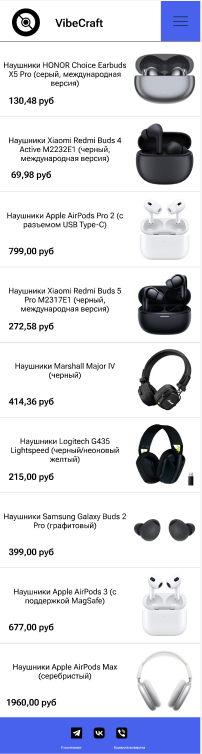 VibeCraft
Наушники HONOR Choice Earbuds
X5 Pro (серый, международная
версия)
130,48 руб
Наушники Xiaomi Redmi Buds 4
Active M2232E1 (черный,
международная версия)
69,98 руб
Наушники Apple AirPods Pro 2 (с
разъемом USB Type-C)
799,00 руб
Наушники Xiaomi Redmi Buds 5
Pro M2317E1 (черный,
международная версия)
272,58 руб
Наушники Marshall Major IV
(черный)
414,36 руб
Наушники Logitech G435
Lightspeed (черный/неоновый
желтый)
215,00 руб
Наушники Samsung Galaxy Buds 2
Pro (графитовый)
399,00 руб
Наушники Apple AirPods 3 (с
поддержкой MagSafe)
677,00 руб
Наушники Apple AirPods Max
(серебристый)
1960,00 руб
О компании